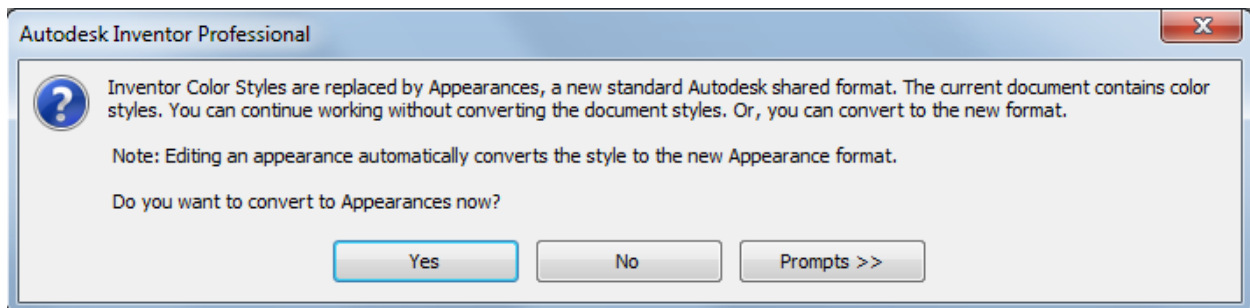 Autodesk Inventor Professional
X
Inventor Color Styles are replaced by Appearances, a new standard Autodesk shared format. The current document contains color
styles. You can continue working without converting the document styles. Or, you can convert to the new format.
Note: Editing an appearance automatically converts the style to the new Appearance format.
Do you want to convert to Appearances now?
Yes No Prompts >>